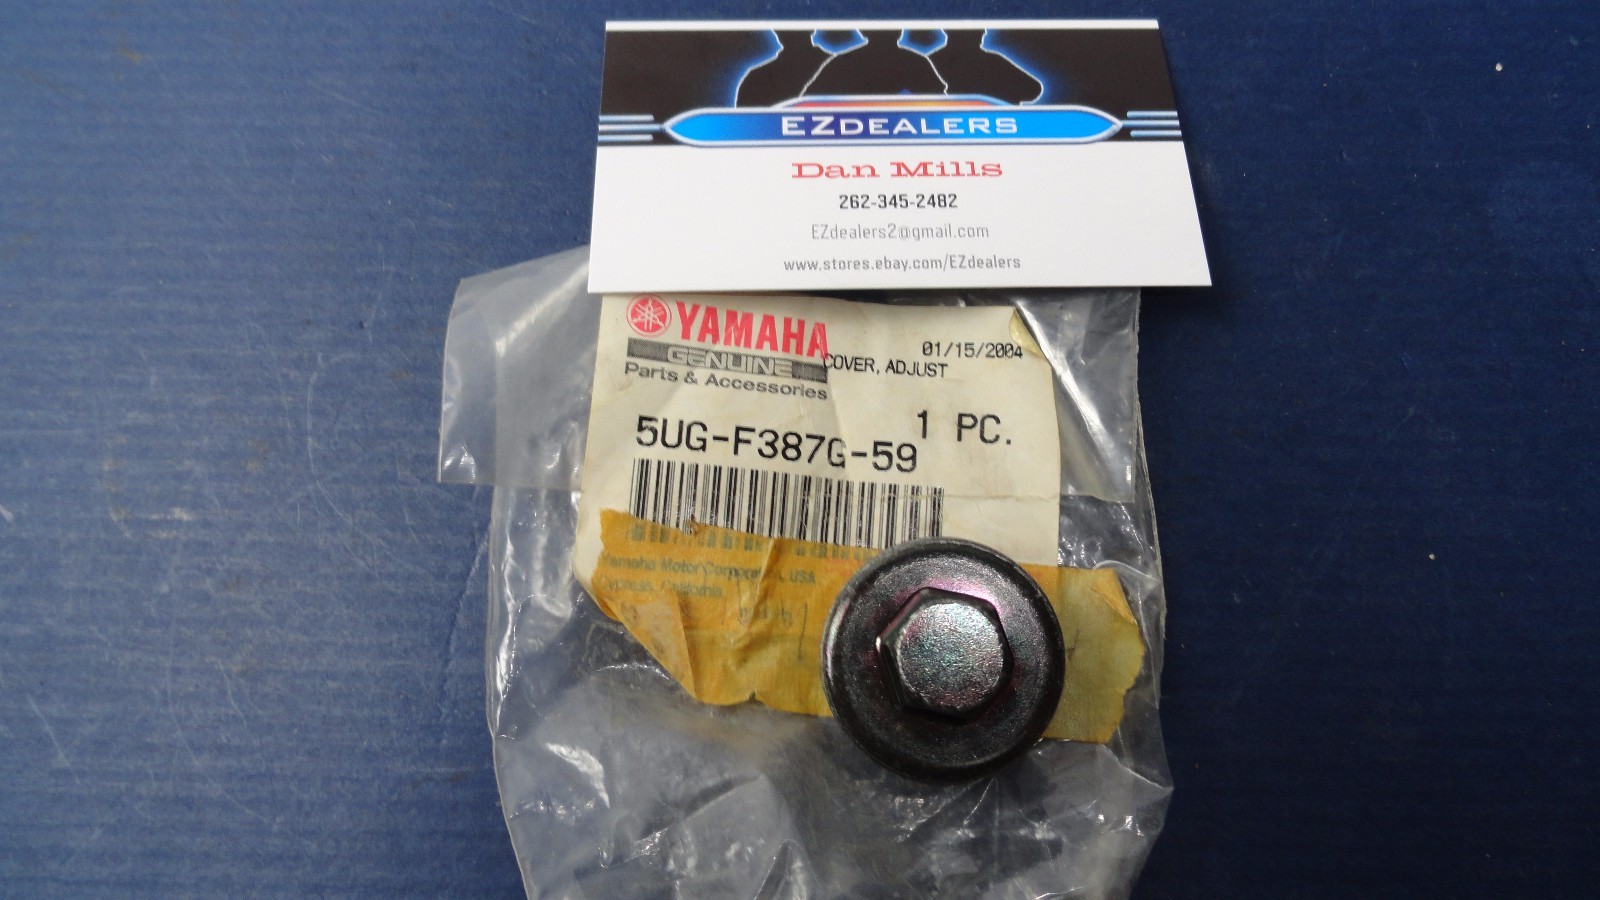 EZDEALERS
Dan Mills
262-345-2482
EZdealers2@gmail.com
www.stores.ebay.com/EZdealers
YAMAHA
GENUINE
Parts & Accessories
01/15/2004
COVER, ADJUST
1 PC.
5UG-F387G-59
Yamaha Motor Corporation, USA
Cypress, California